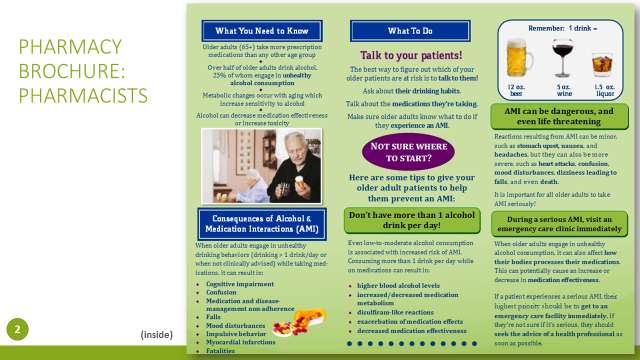 PHARMACY
BROCHURE:
PHARMACISTS
2
(inside)
What You Need to Know
Older adults (65+) take more prescription
medications than any other age group
•
Over half of older adults drink alcohol.
25% of whom engage in unhealthy
alcohol consumption
•
Metabolic changes occur with aging which
increase sensitivity to alcohol
•
Alcohol can decrease medication effectiveness
or increase toxicity
Consequences of Alcohol &
Medication Interactions (AMI)
When older adults engage in unhealthy
drinking behaviors (drinking > 1 drink/day or
when not clinically advised) while taking med-
ications, it can result in:
• Cognitive impairment
• Confusion
• Medication and disease-
management non-adherence
• Falls
• Mood disturbances
• Impulsive behavior
• Myocardial infarctions
• Fatalities
What To Do
Talk to your patients!
The best way to figure out which of your
older patients are at risk is to talk to them!
Ask about their drinking habits.
Talk about the medications they're taking.
Make sure older adults know what to do if
they experience an AMI.
NOT SURE WHERE
TO START?
Here are some tips to give your
older adult patients to help
them prevent an AMI:
Don't have more than 1 alcohol
drink per day!
Even low-to-moderate alcohol consumption
is associated with increased risk of AMI.
Consuming more than 1 drink per day while
on medications can result in:
• higher blood alcohol levels
• increased/decreased medication
metabolism
• disulfiram-like reactions
• exacerbation of medication effects
• decreased medication effectiveness
Remember: 1 drink =
12 oz.
beer
5 oz.
wine
1.5 oz.
liquor
AMI can be dangerous, and
even life threatening
Reactions resulting from AMI can be minor,
such as stomach upset, nausea, and
headaches, but they can also be more
severe, such as heart attacks, confusion,
mood disturbances, dizziness leading to
falls, and even death.
It is important for all older adults to take
AMI seriously!
During a serious AMI, visit an
emergency care clinic immediately
When older adults engage in unhealthy
alcohol consumption, it can also affect how
their bodies process their medications.
This can potentially cause an increase or
decrease in medication effectiveness.
If a patient experiences a serious AMI, their
highest priority should be to get to an
emergency care facility immediately. If
they're not sure if it's serious, they should
seek the advice of a health professional as
soon as possible.